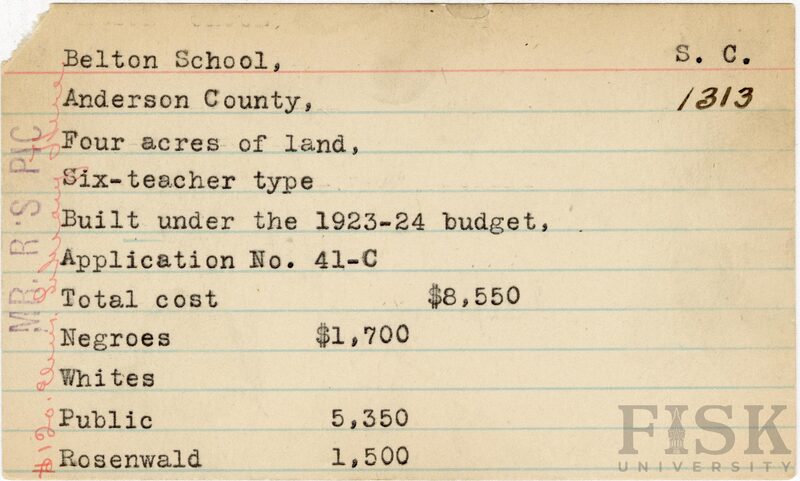 Belton School,
S. C.
Anderson County,
1313
Four acres of land,
Six-teacher type
Built under the 1923-24 budget,
Application No. 41-C
Total cost $8,550
Negroes $1,700
Whites
Public 5,350
Rosenwald 1,500
MR. R'S PIC
$120.
FISK
UNIVERSITY